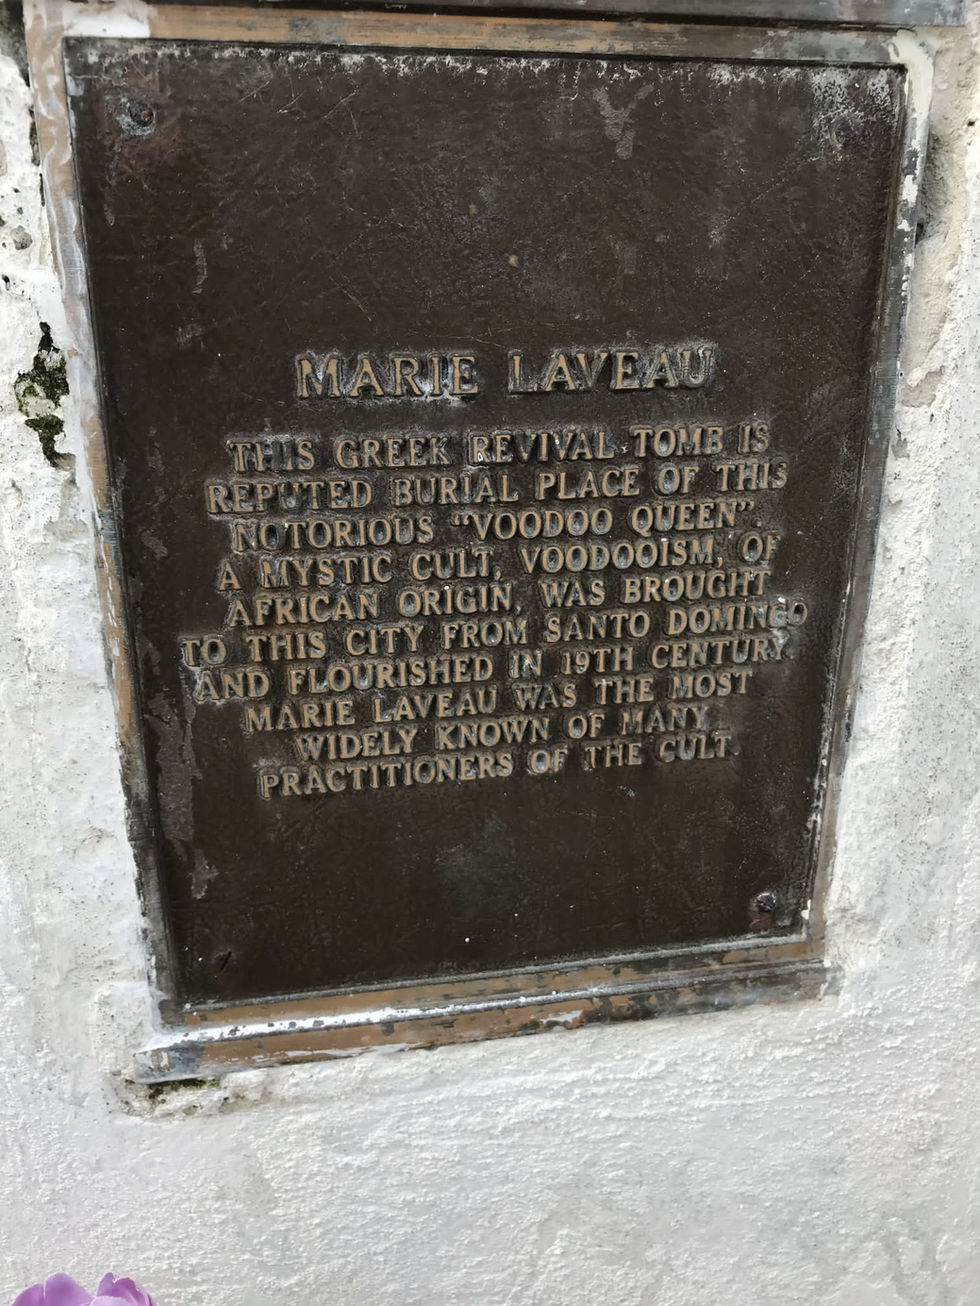 MARIE LAVEAU
THIS GREEK REVIVAL TOMB IS
REPUTED BURIAL PLACE OF THIS
NOTORIOUS "VOODOO QUEEN".
A MYSTIC CULT, VOODOOISM, OF
AFRICAN ORIGIN, WAS BROUGHT
TO THIS CITY FROM SANTO DOMINGO
AND FLOURISHED IN 19TH CENTURY.
MARIE LAVEAU WAS THE MOST
WIDELY KNOWN OF MANY
PRACTITIONERS OF THE CULT.